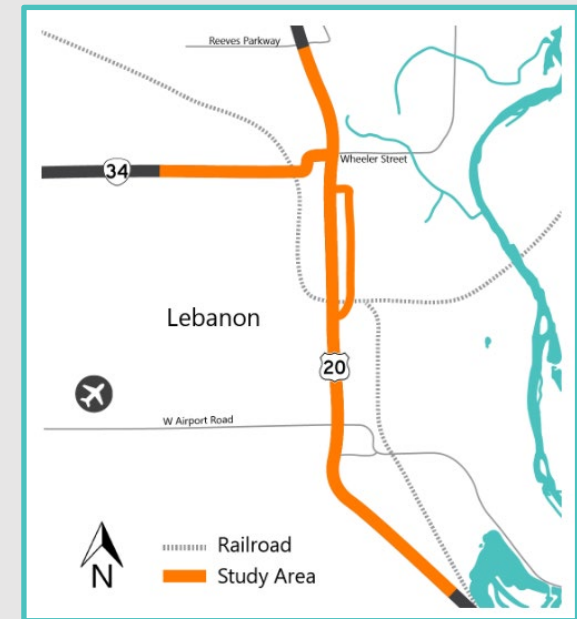 Reeves Parkway
Wheeler Street
34
Lebanon
20
W Airport Road
N
Railroad
Study Area